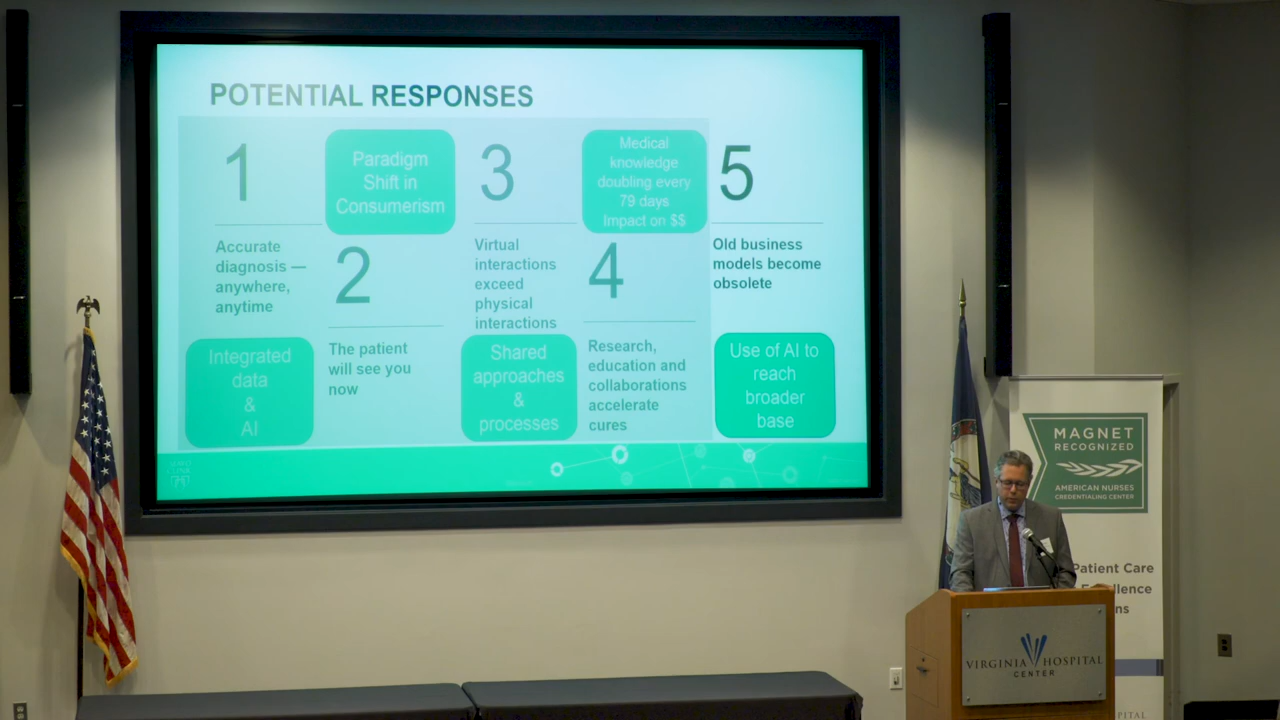 POTENTIAL RESPONSES
1
Accurate
diagnosis —
anywhere,
anytime
Integrated
data
&
AI
Paradigm
Shift in
Consumerism
2
The patient
will see you
now
3
Virtual
interactions
exceed
physical
interactions
Shared
approaches
&
processes
Medical
knowledge
doubling every
79 days
Impact on $$
4
Research,
education and
collaborations
accelerate
cures
5
Old business
models become
obsolete
Use of AI to
reach
broader
base
MAGNET
RECOGNIZED
AMERICAN NURSES
CREDENTIALING CENTER
Patient Care
VIRGINIA HOSPITAL
CENTER